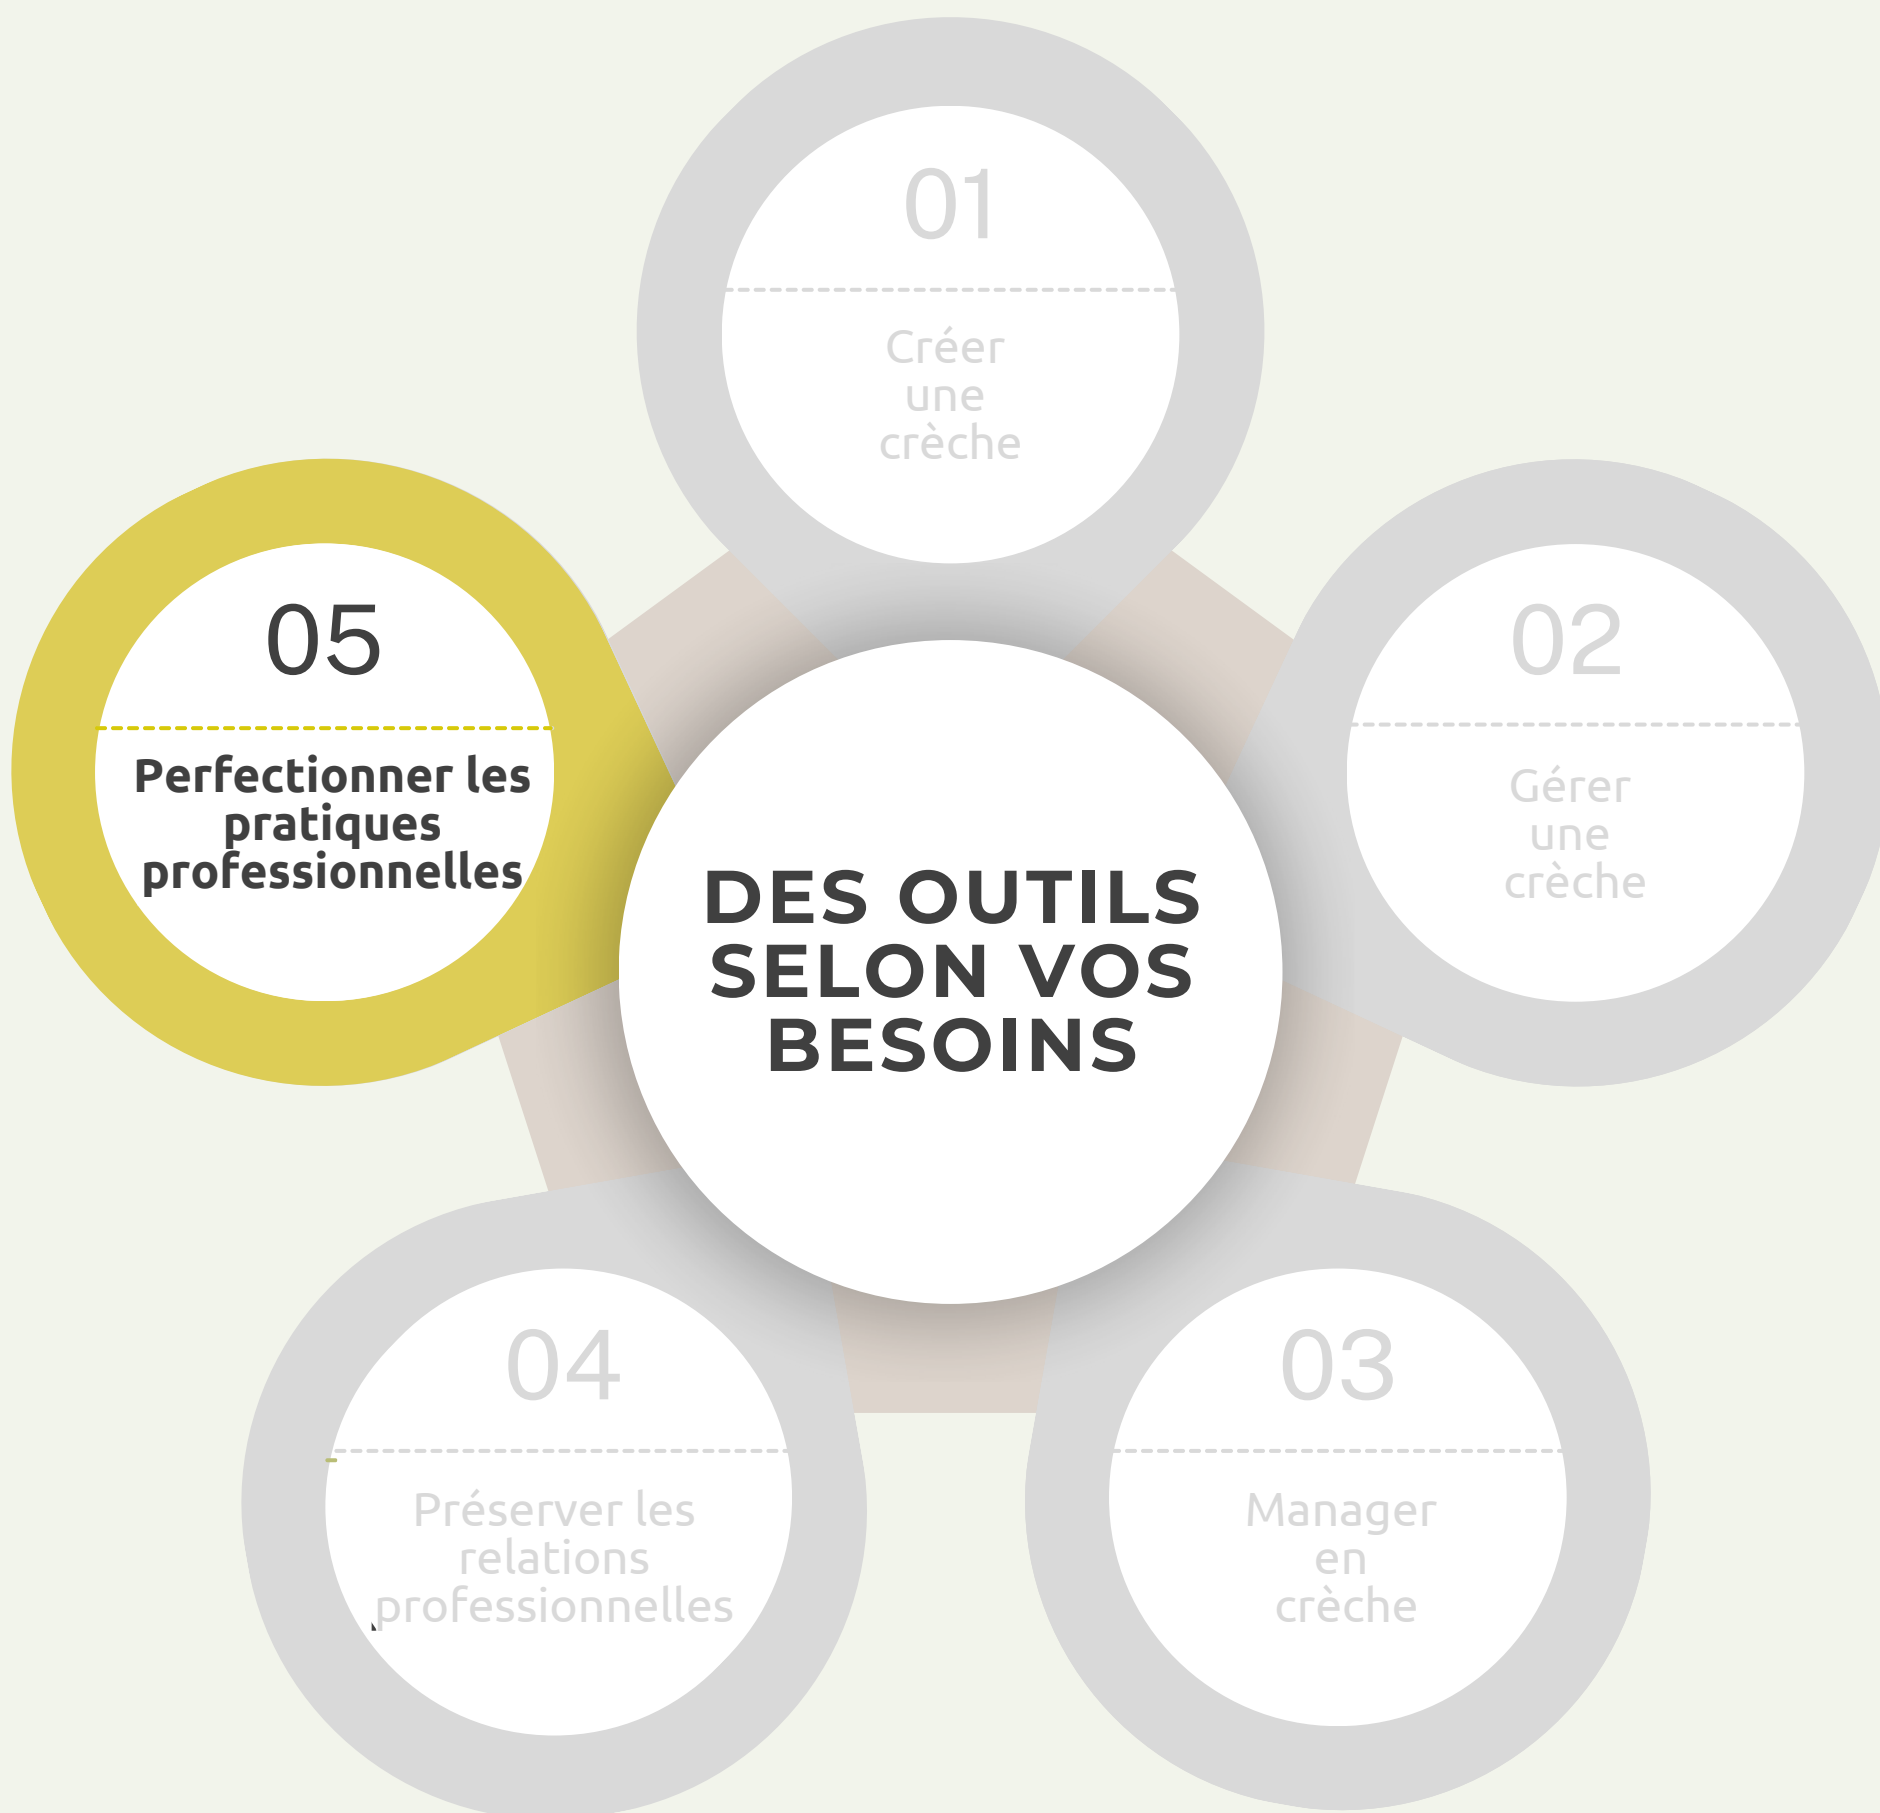 01
Créer
une
crèche
05
Perfectionner les
pratiques
professionnelles
02
Gérer
une
crèche
DES OUTILS
SELON VOS
BESOINS
04
Préserver les
relations
professionnelles
03
Manager
en
crèche